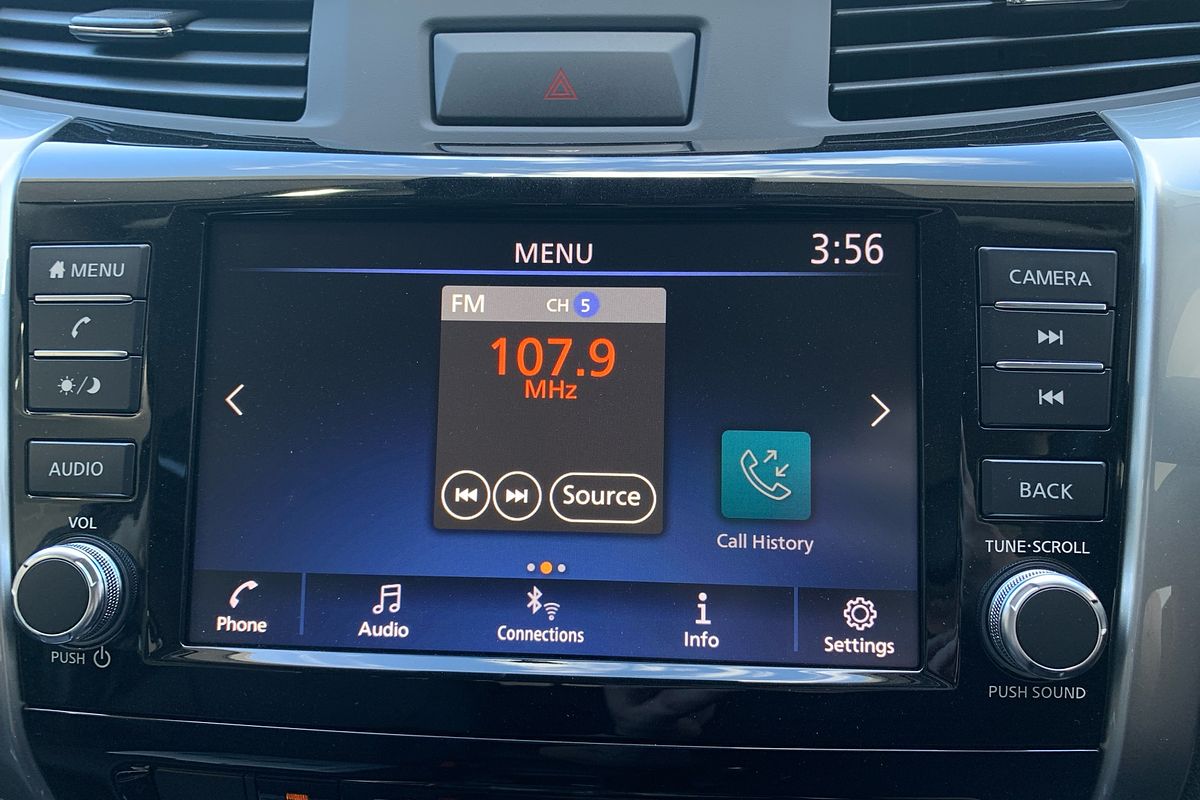 MENU
3:56
MENU
CAMERA
FM CH 5
107.9
MHz
AUDIO
Source
BACK
VOL
Call History
TUNE·SCROLL
Phone
Audio
Connections
Info
Settings
PUSH
PUSH SOUND